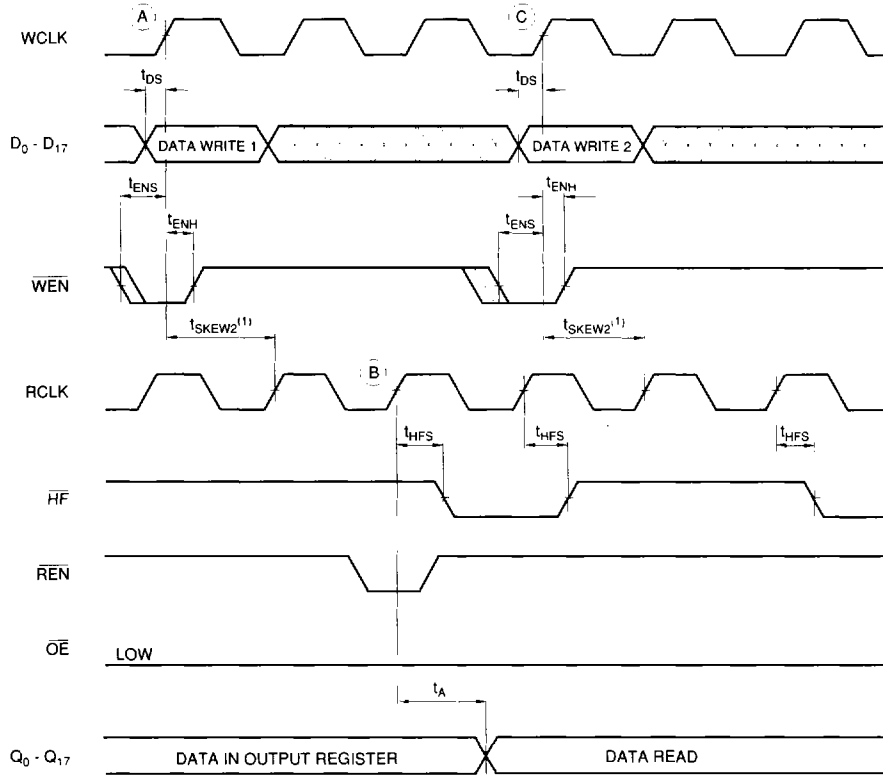 A C
WCLK
tDS tDS
D0 - D17 DATA WRITE 1 DATA WRITE 2
tENS tENH tENS tENH
WEN
tSKEW2(1) tSKEW2(1)
B
RCLK
tHFS tHFS tHFS
HF
REN
OE LOW
tA
Q0 - Q17 DATA IN OUTPUT REGISTER DATA READ